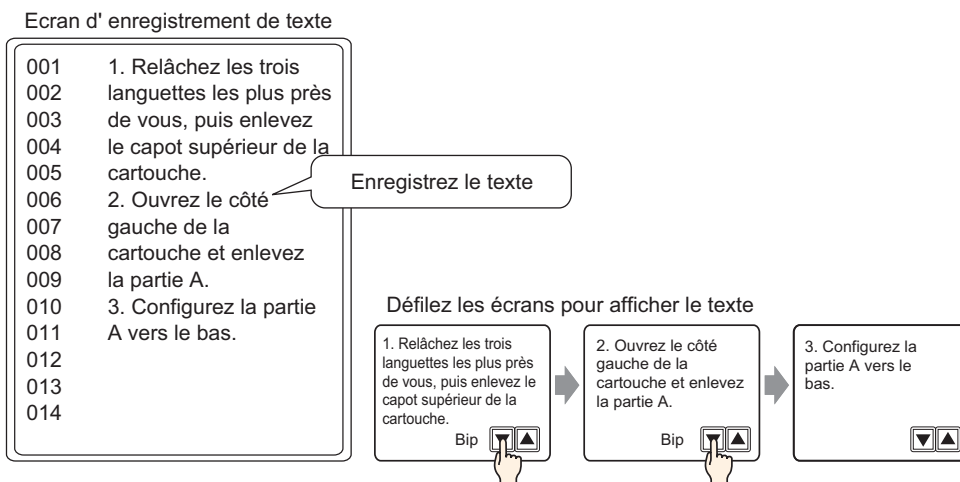 Ecran d' enregistrement de texte
001 1. Relâchez les trois
002 languettes les plus près
003 de vous, puis enlevez
004 le capot supérieur de la
005 cartouche.
006 2. Ouvrez le côté
007 gauche de la
008 cartouche et enlevez
009 la partie A.
010 3. Configurez la partie
011 A vers le bas.
012
013
014
Enregistrez le texte
Défilez les écrans pour afficher le texte
1. Relâchez les trois
languettes les plus près
de vous, puis enlevez le
capot supérieur de la
cartouche.
Bip
2. Ouvrez le côté
gauche de la
cartouche et enlevez
la partie A.
Bip
3. Configurez la
partie A vers le
bas.